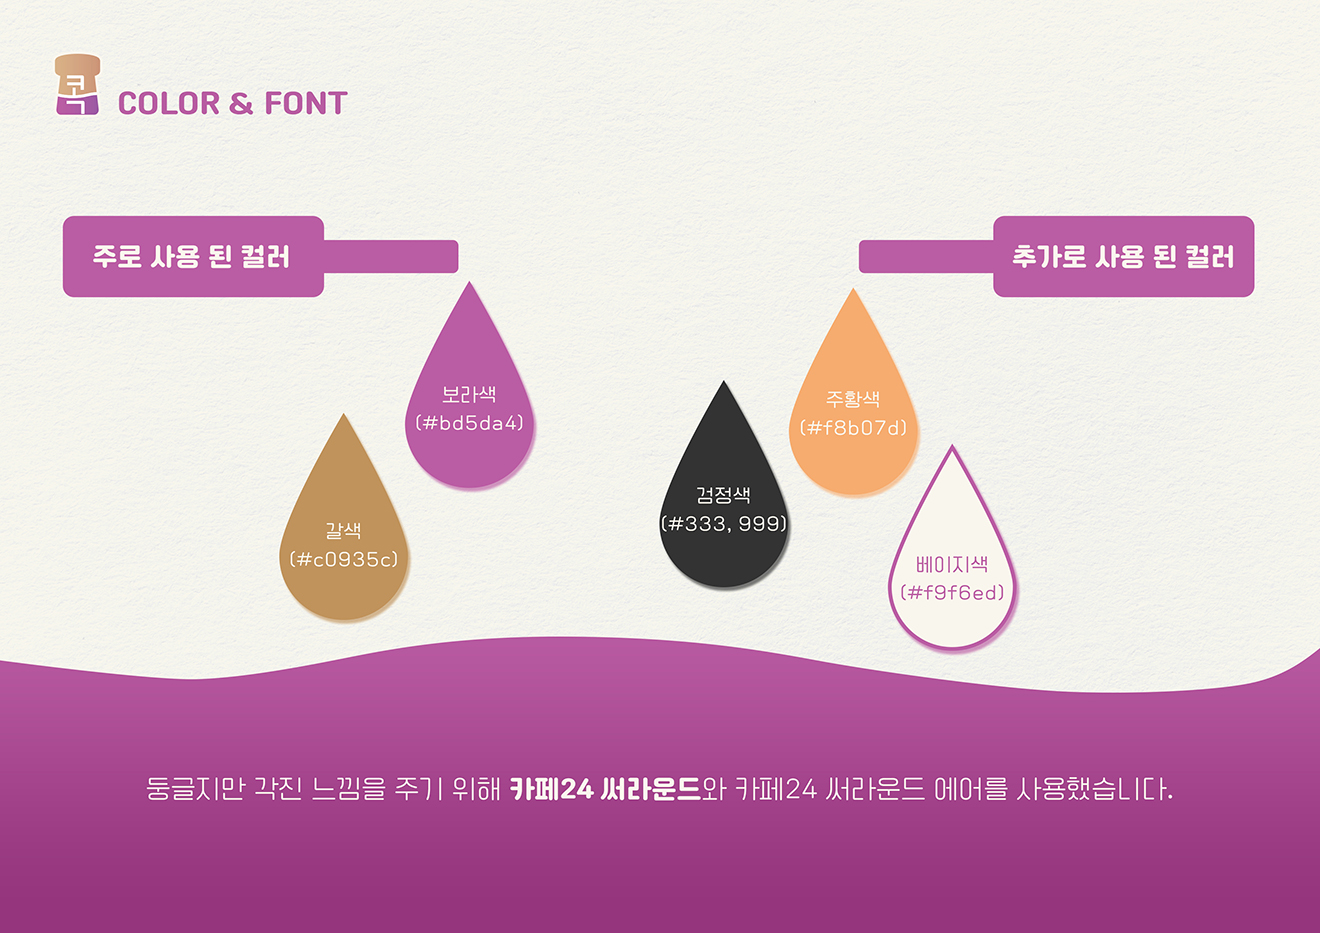 콕
COLOR & FONT
주로 사용 된 컬러
추가로 사용 된 컬러
보라색
(#bd5da4)
갈색
(#c0935c)
주황색
(#f8b07d)
검정색
(#333, 999)
베이지색
(#f9f6ed)
둥글지만 각진 느낌을 주기 위해 카페24 써라운드와 카페24 써라운드 에어를 사용했습니다.